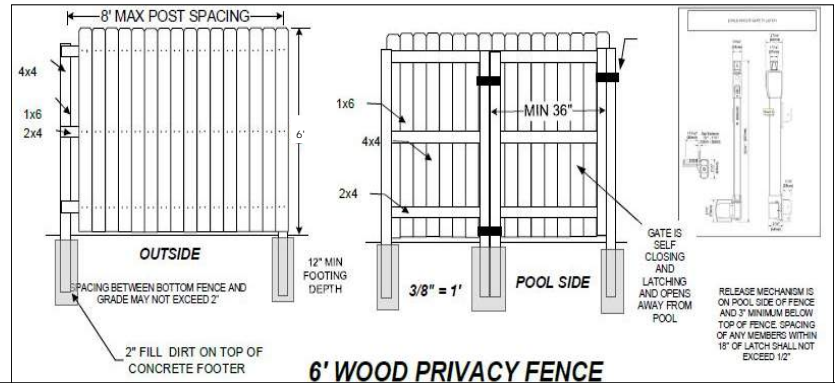 8' MAX POST SPACING
4x4
1x6
2x4
6'
OUTSIDE
SPACING BETWEEN BOTTOM FENCE AND
GRADE MAY NOT EXCEED 2"
2" FILL DIRT ON TOP OF
CONCRETE FOOTER
12" MIN
FOOTING
DEPTH
1x6
4x4
2x4
MIN 36"
3/8" = 1'
POOL SIDE
GATE IS
SELF
CLOSING
AND
LATCHING
AND OPENS
AWAY FROM
POOL
RELEASE MECHANISM IS
ON POOL SIDE OF FENCE
AND 3" MINIMUM BELOW
TOP OF FENCE. SPACING
OF ANY MEMBERS WITHIN
18" OF LATCH SHALL NOT
EXCEED 1/2"
6' WOOD PRIVACY FENCE